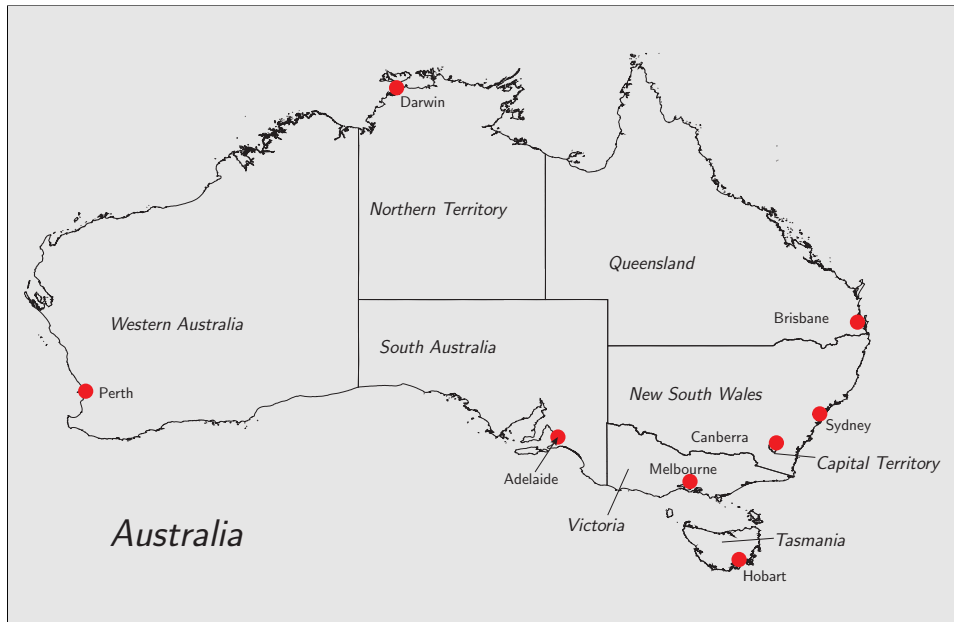 Darwin
Northern Territory
Queensland
Western Australia
Brisbane
South Australia
Perth
New South Wales
Sydney
Canberra
Capital Territory
Melbourne
Adelaide
Victoria
Australia
Tasmania
Hobart